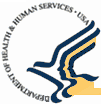 DEPARTMENT OF HEALTH & HUMAN SERVICES • USA